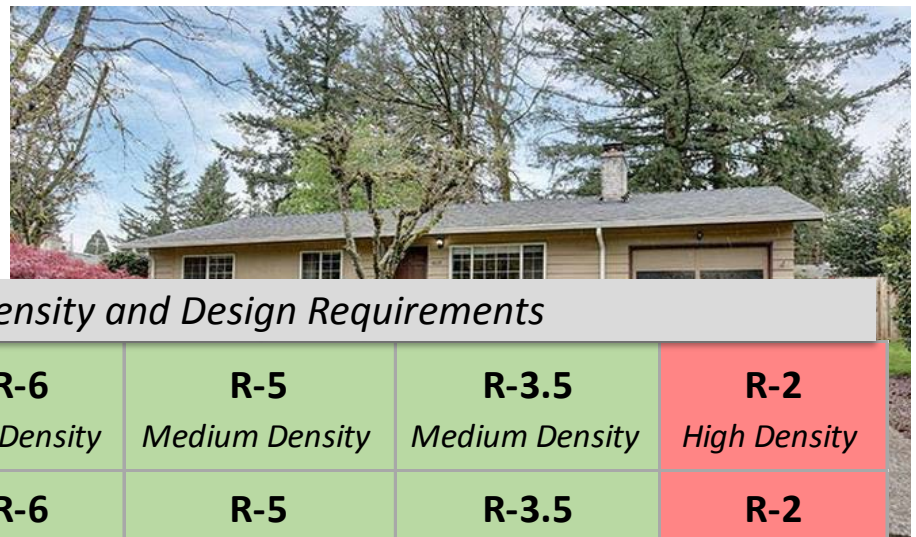 ensity and Design Requirements
R-6 R-5 R-3.5 R-2
Density Medium Density Medium Density High Density
R-6 R-5 R-3.5 R-2